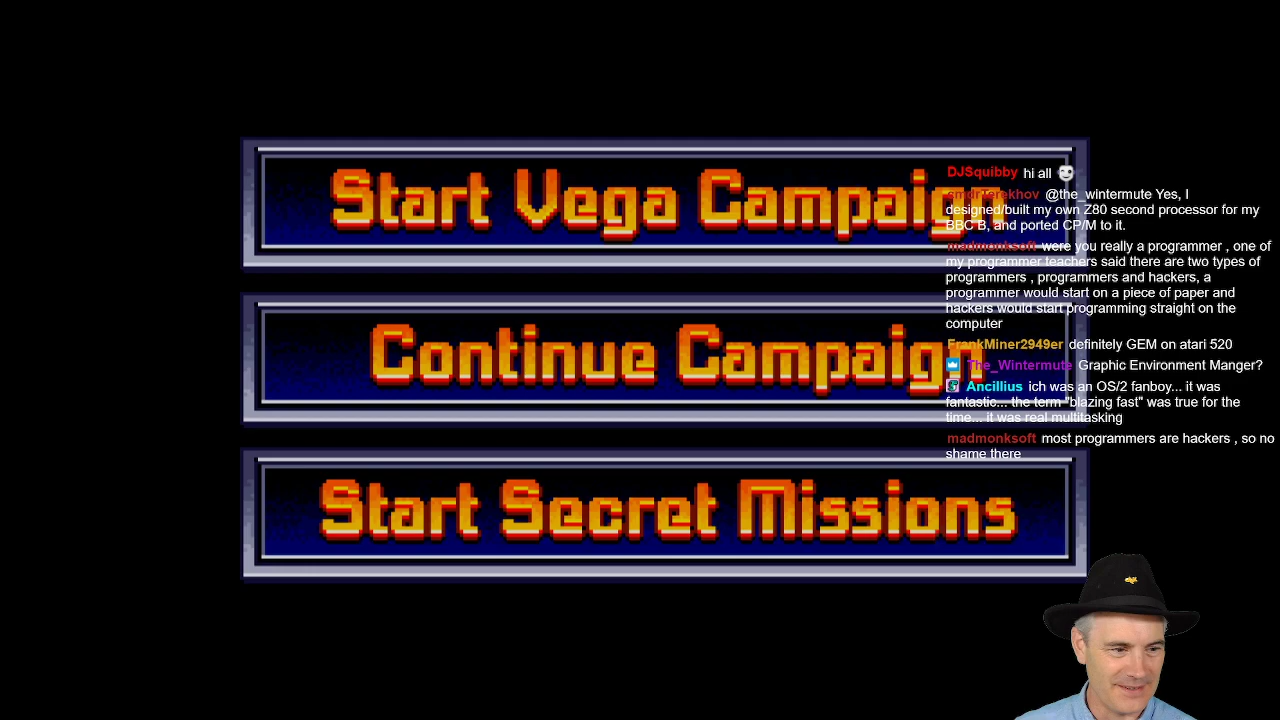 Start Vega Campaign
Continue Campaign
Start Secret Missions
DJSquibby hi all
@the_wintermute Yes, I
designed/built my own Z80 second processor for my
BBC B, and ported CP/M to it.
madmonksoft were you really a programmer , one of
my programmer teachers said there are two types of
programmers , programmers and hackers, a
programmer would start on a piece of paper and
hackers would start programming straight on the
computer
FrankMiner2949er definitely GEM on atari 520
The_Wintermute Graphic Environment Manger?
Ancillius ich was an OS/2 fanboy... it was
fantastic... the term "blazing fast" was true for the
time... it was real multitasking
madmonksoft most programmers are hackers , so no
shame there